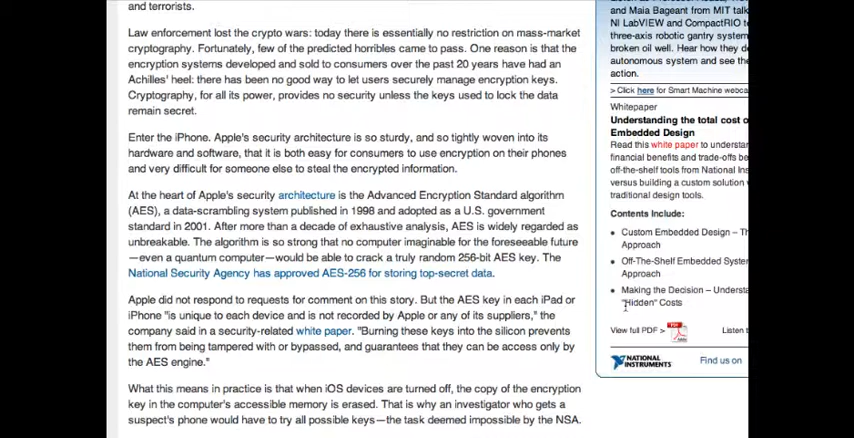 and terrorists.
Law enforcement lost the crypto wars: today there is essentially no restriction on mass-market
cryptography. Fortunately, few of the predicted horribles came to pass. One reason is that the
encryption systems developed and sold to consumers over the past 20 years have had an
Achilles' heel: there has been no good way to let users securely manage encryption keys.
Cryptography, for all its power, provides no security unless the keys used to lock the data
remain secret.
Enter the iPhone. Apple's security architecture is so sturdy, and so tightly woven into its
hardware and software, that it is both easy for consumers to use encryption on their phones
and very difficult for someone else to steal the encrypted information.
At the heart of Apple's security architecture is the Advanced Encryption Standard algorithm
(AES), a data-scrambling system published in 1998 and adopted as a U.S. government
standard in 2001. After more than a decade of exhaustive analysis, AES is widely regarded as
unbreakable. The algorithm is so strong that no computer imaginable for the foreseeable future
—even a quantum computer—would be able to crack a truly random 256-bit AES key. The
National Security Agency has approved AES-256 for storing top-secret data.
Apple did not respond to requests for comment on this story. But the AES key in each iPad or
iPhone "is unique to each device and is not recorded by Apple or any of its suppliers," the
company said in a security-related white paper. "Burning these keys into the silicon prevents
them from being tampered with or bypassed, and guarantees that they can be access only by
the AES engine."
What this means in practice is that when iOS devices are turned off, the copy of the encryption
key in the computer's accessible memory is erased. That is why an investigator who gets a
suspect's phone would have to try all possible keys—the task deemed impossible by the NSA.
and Maia Bageant from MIT talk
NI LabVIEW and CompactRIO t
three-axis robotic gantry system
broken oil well. Hear how they d
autonomous system and see the
action.
> Click here for Smart Machine webca
Whitepaper
Understanding the total cost o
Embedded Design
Read this white paper to understan
financial benefits and trade-offs be
off-the-shelf tools from National Ins
versus building a custom solution
traditional design tools.
Contents Include:
• Custom Embedded Design – Th
Approach
• Off-The-Shelf Embedded System
Approach
• Making the Decision – Understa
"Hidden" Costs
View full PDF > Listen t
NATIONAL INSTRUMENTS
Find us on